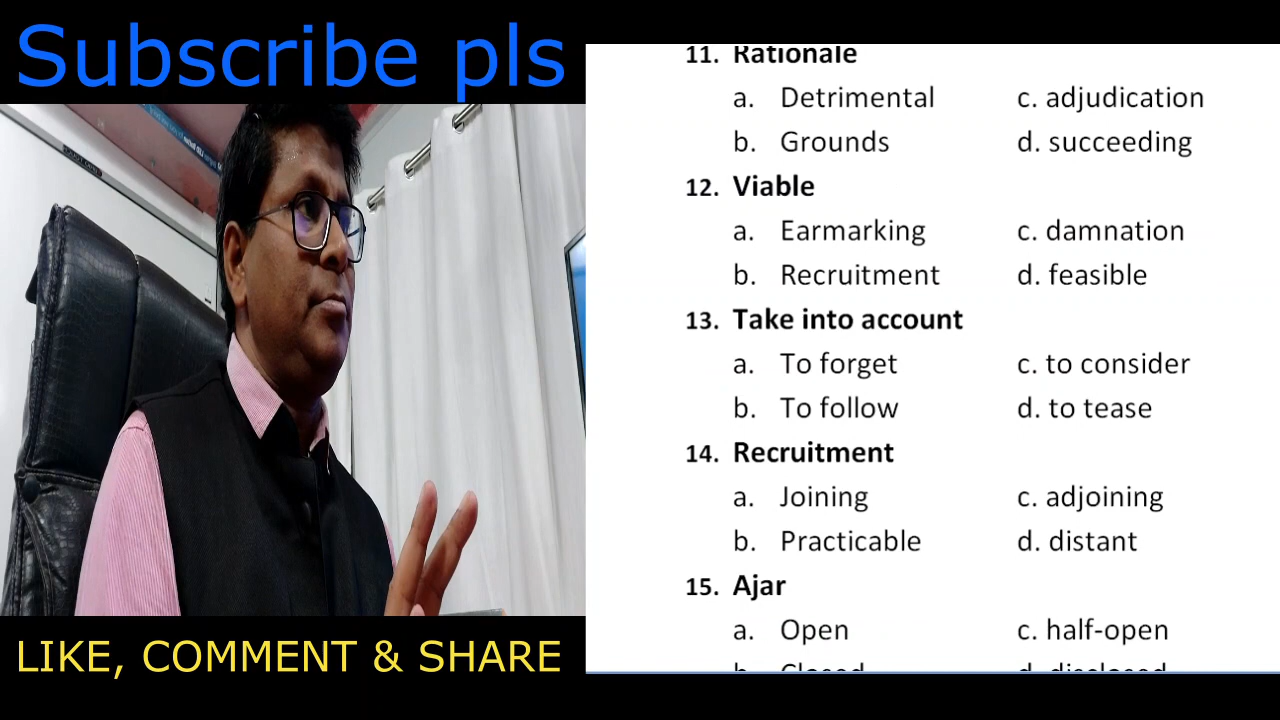 Subscribe pls
11. Rationale
a. Detrimental c. adjudication
b. Grounds d. succeeding
12. Viable
a. Earmarking c. damnation
b. Recruitment d. feasible
13. Take into account
a. To forget c. to consider
b. To follow d. to tease
14. Recruitment
a. Joining c. adjoining
b. Practicable d. distant
15. Ajar
a. Open c. half-open
b. Closed d. disclosed
LIKE, COMMENT & SHARE